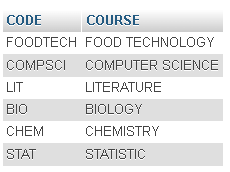 CODE COURSE
FOODTECH FOOD TECHNOLOGY
COMPSCI COMPUTER SCIENCE
LIT LITERATURE
BIO BIOLOGY
CHEM CHEMISTRY
STAT STATISTIC